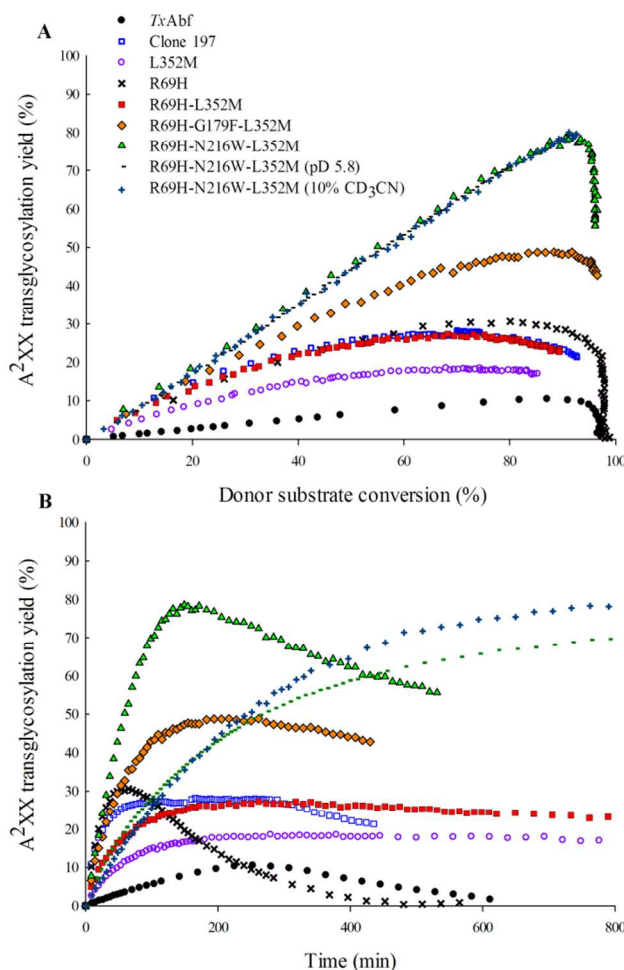 A
TxAbf
Clone 197
L352M
R69H
R69H-L352M
R69H-G179F-L352M
R69H-N216W-L352M
R69H-N216W-L352M (pD 5.8)
R69H-N216W-L352M (10% CD₃CN)
A²XX transglycosylation yield (%)
100
90
80
70
60
50
40
30
20
10
0
0 20 40 60 80 100
Donor substrate conversion (%)
B
A²XX transglycosylation yield (%)
100
90
80
70
60
50
40
30
20
10
0
0 200 400 600 800
Time (min)